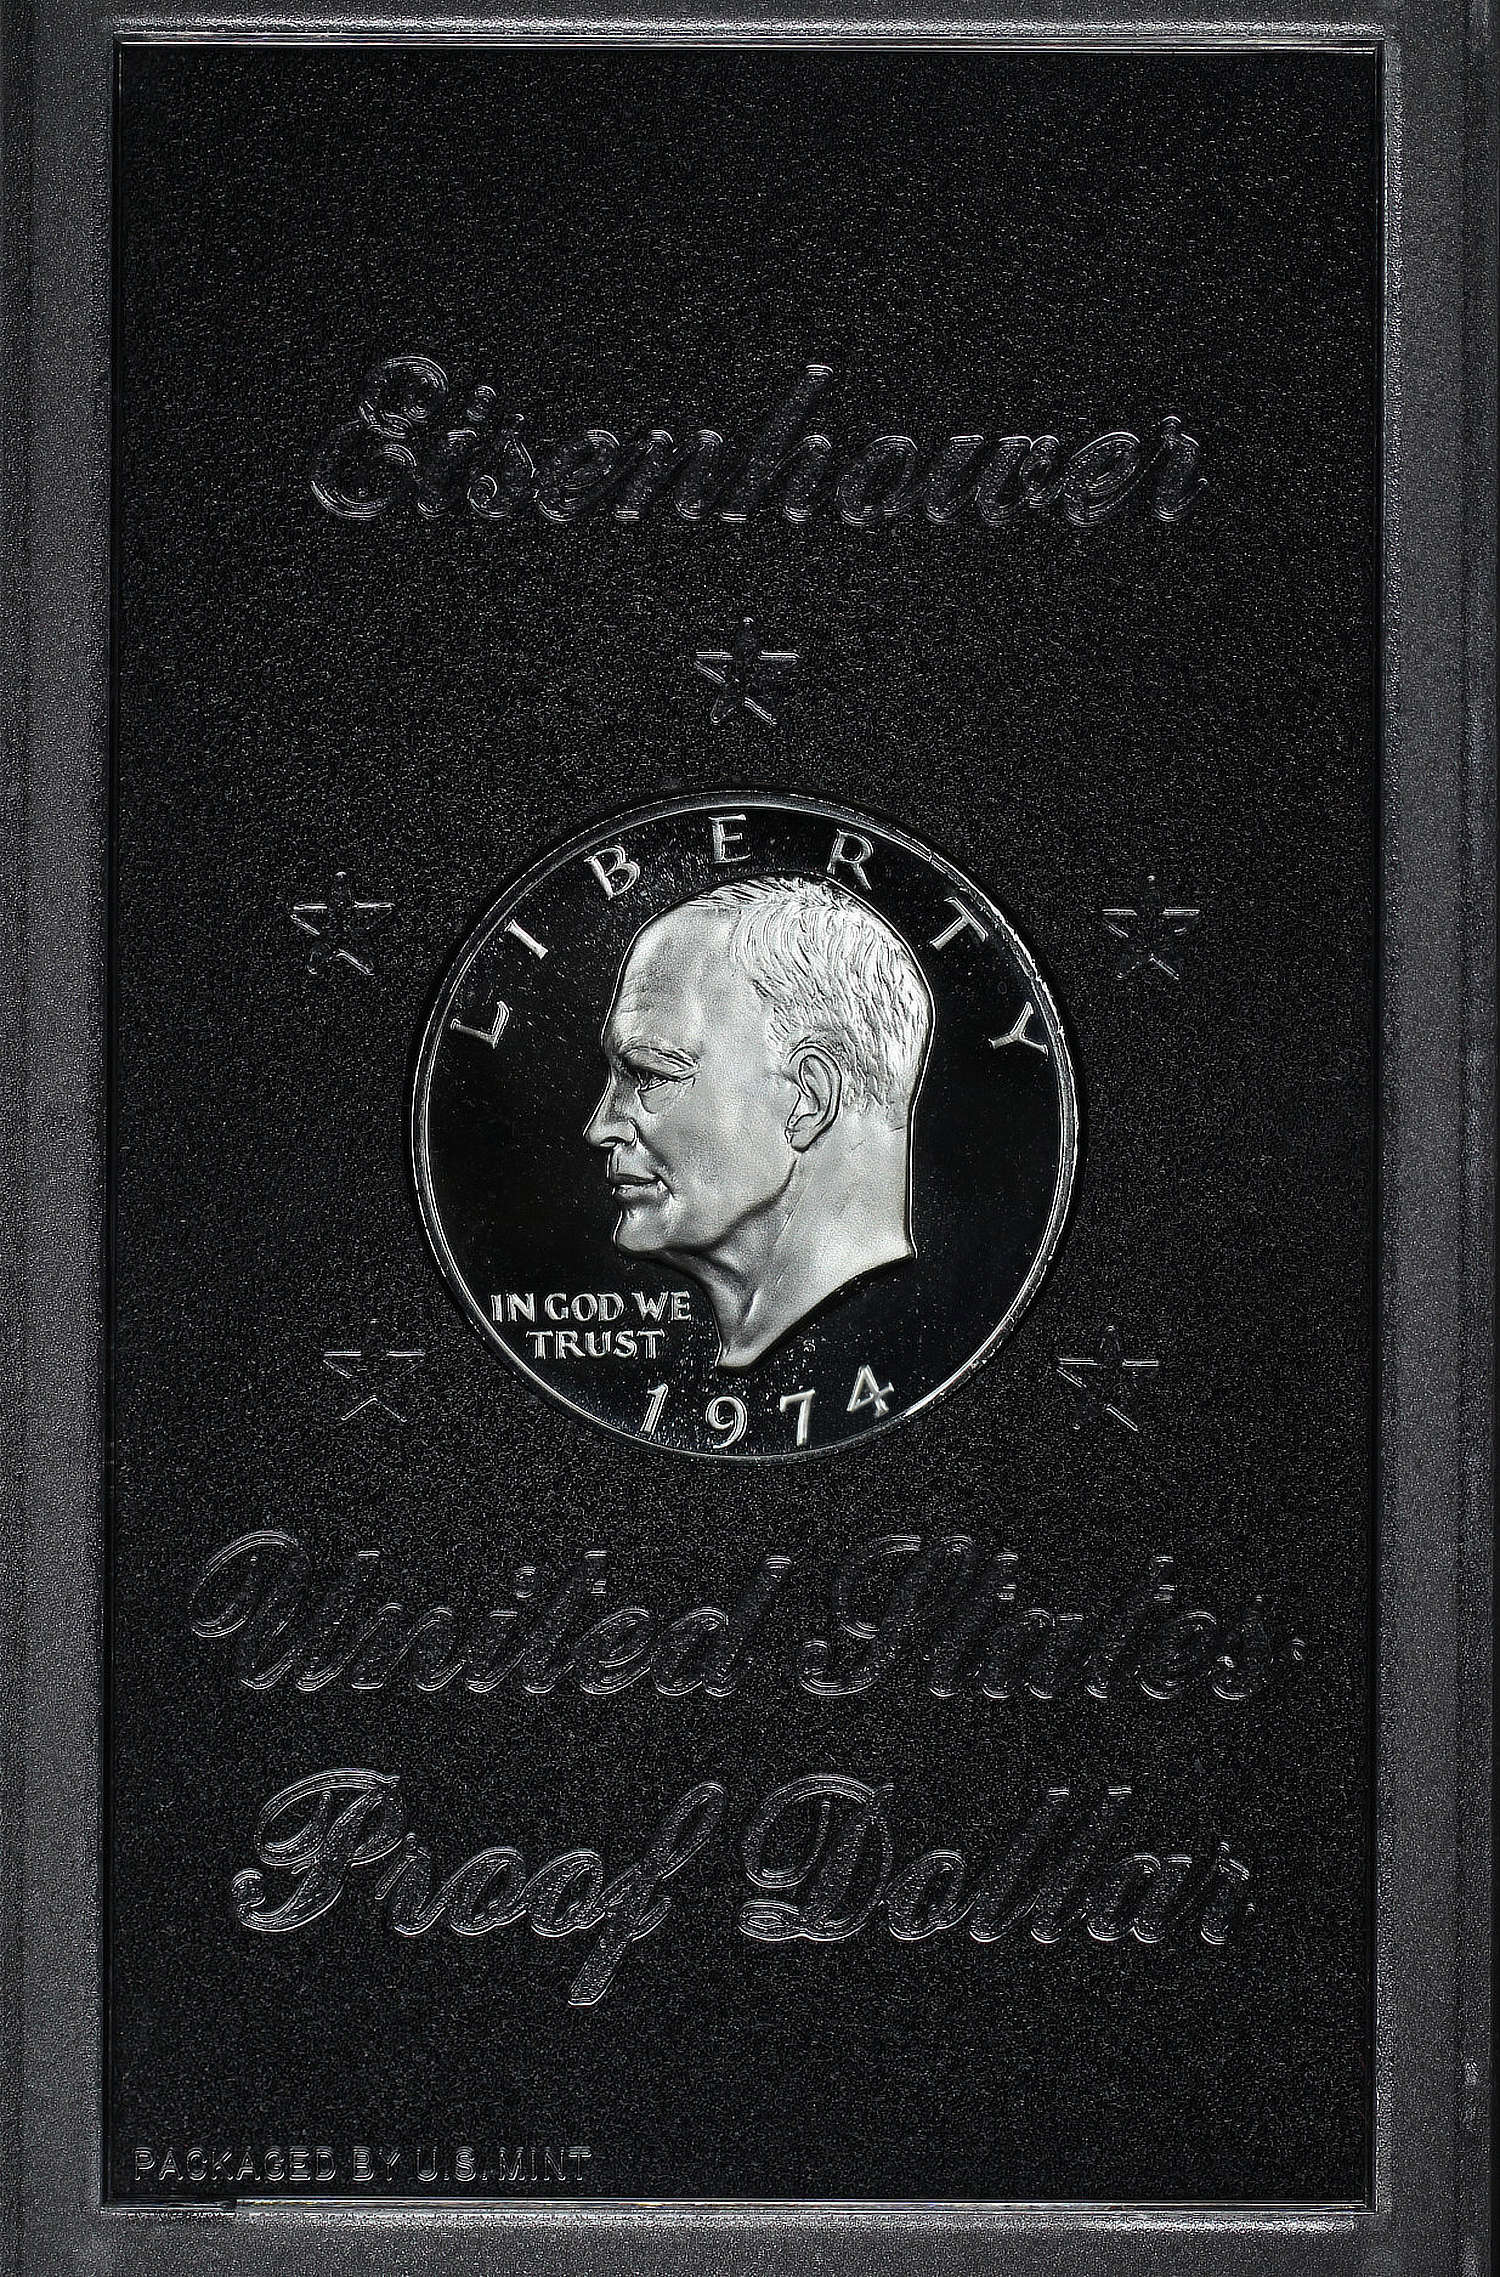 Eisenhower
LIBERTY
IN GOD WE
TRUST
S
1974
United States
Proof Dollar
PACKAGED BY U.S. MINT